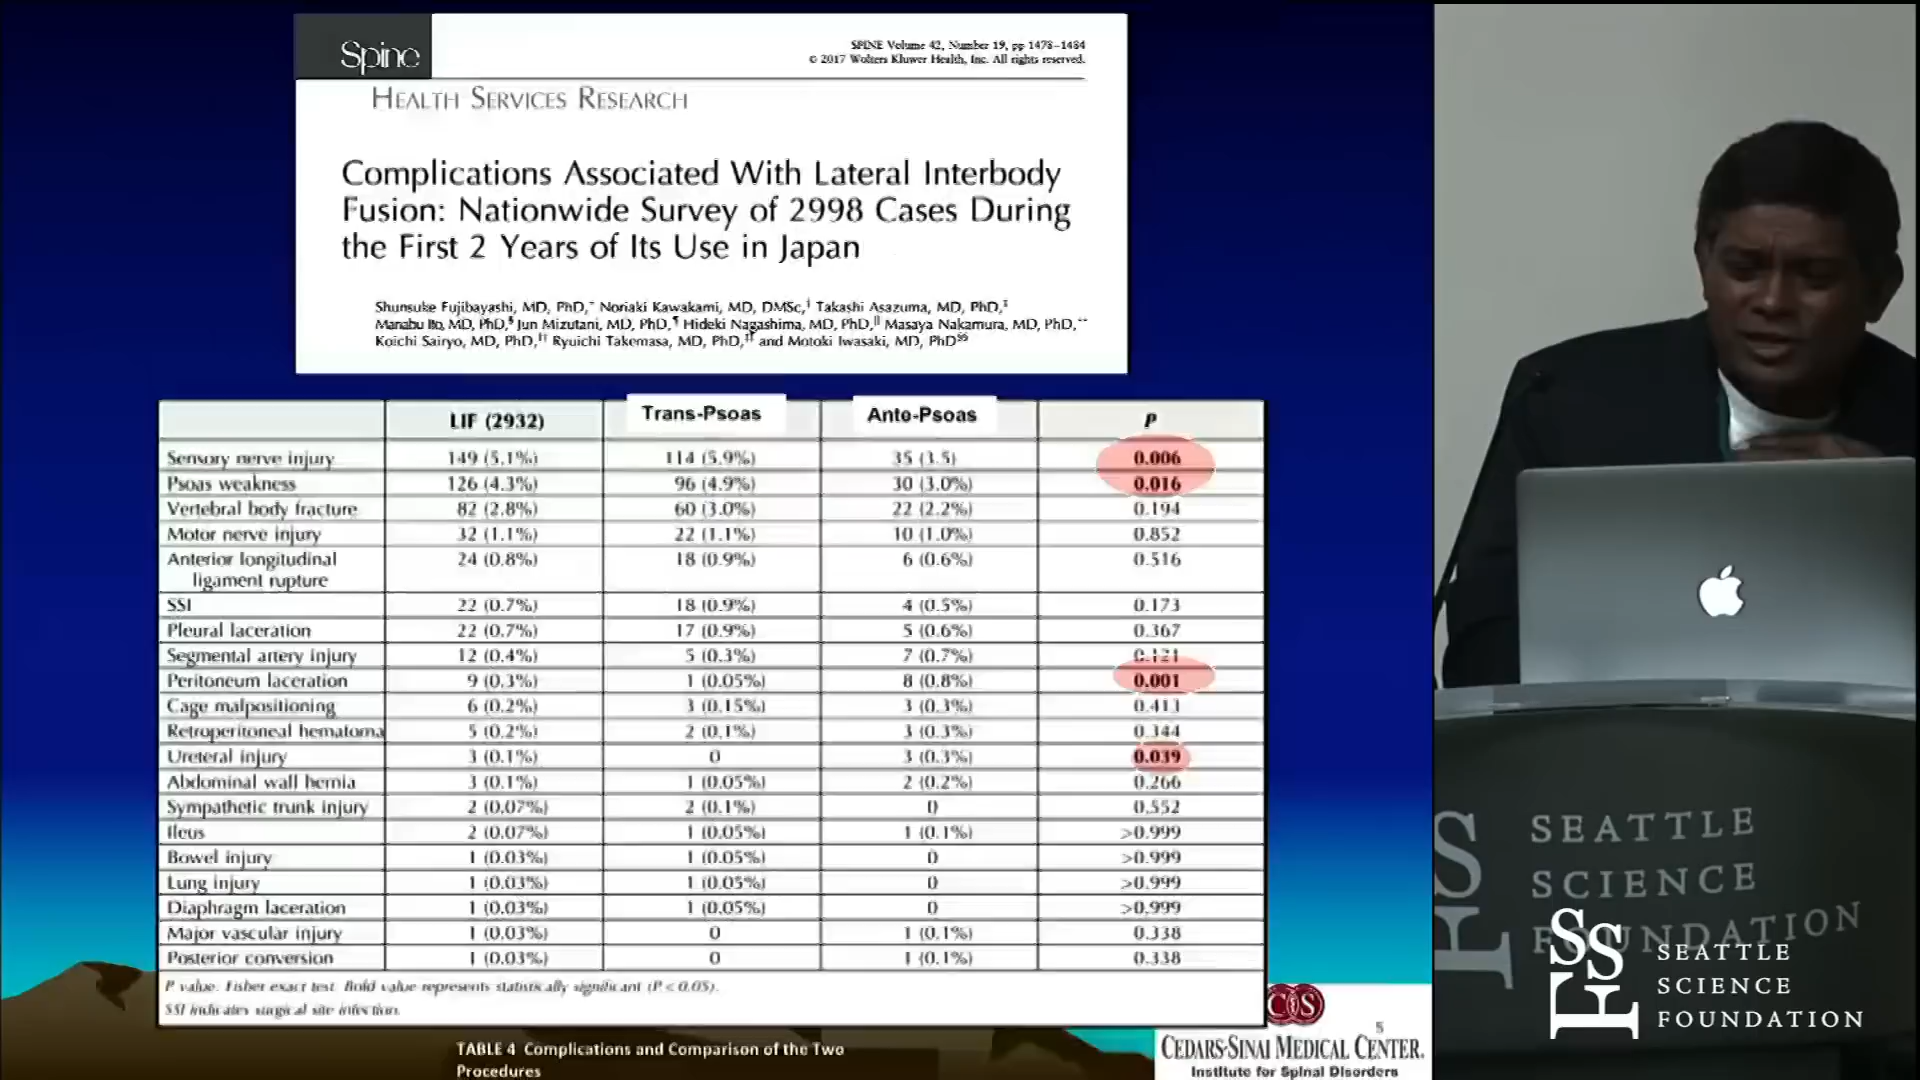 Spine
SPINE Volume 42, Number 19, pp 1478–1484
© 2017 Wolters Kluwer Health, Inc. All rights reserved.
HEALTH SERVICES RESEARCH
Complications Associated With Lateral Interbody
Fusion: Nationwide Survey of 2998 Cases During
the First 2 Years of Its Use in Japan
Shunsuke Fujibayashi, MD, PhD,* Noriaki Kawakami, MD, DMSc,† Takashi Asazuma, MD, PhD,‡
Manabu Ito, MD, PhD,§ Jun Mizutani, MD, PhD,¶ Hideki Nagashima, MD, PhD,|| Masaya Nakamura, MD, PhD,**
Koichi Sairyo, MD, PhD,†† Ryuichi Takemasa, MD, PhD,‡‡ and Motoki Iwasaki, MD, PhD§§
LIF (2932) Trans-Psoas Ante-Psoas P
Sensory nerve injury 149 (5.1%) 114 (5.9%) 35 (3.5) 0.006
Psoas weakness 126 (4.3%) 96 (4.9%) 30 (3.0%) 0.016
Vertebral body fracture 82 (2.8%) 60 (3.0%) 22 (2.2%) 0.194
Motor nerve injury 32 (1.1%) 22 (1.1%) 10 (1.0%) 0.852
Anterior longitudinal 24 (0.8%) 18 (0.9%) 6 (0.6%) 0.516
ligament rupture
SSI 22 (0.7%) 18 (0.9%) 4 (0.5%) 0.173
Pleural laceration 22 (0.7%) 17 (0.9%) 5 (0.6%) 0.367
Segmental artery injury 12 (0.4%) 5 (0.3%) 7 (0.7%) 0.121
Peritoneum laceration 9 (0.3%) 1 (0.05%) 8 (0.8%) 0.001
Cage malpositioning 6 (0.2%) 3 (0.15%) 3 (0.3%) 0.413
Retroperitoneal hematoma 5 (0.2%) 2 (0.1%) 3 (0.3%) 0.344
Ureteral injury 3 (0.1%) 0 3 (0.3%) 0.039
Abdominal wall hernia 3 (0.1%) 1 (0.05%) 2 (0.2%) 0.266
Sympathetic trunk injury 2 (0.07%) 2 (0.1%) 0 0.552
Ileus 2 (0.07%) 1 (0.05%) 1 (0.1%) >0.999
Bowel injury 1 (0.03%) 1 (0.05%) 0 >0.999
Lung injury 1 (0.03%) 1 (0.05%) 0 >0.999
Diaphragm laceration 1 (0.03%) 1 (0.05%) 0 >0.999
Major vascular injury 1 (0.03%) 0 1 (0.1%) 0.338
Posterior conversion 1 (0.03%) 0 1 (0.1%) 0.338
P value: Fisher exact test. Bold value represents statistically significant (P < 0.05).
SSI indicates surgical site infection.
TABLE 4 Complications and Comparison of the Two
Procedures
5
CEDARS-SINAI MEDICAL CENTER.
Institute for Spinal Disorders
SEATTLE
SCIENCE
FOUNDATION
SSF
SEATTLE
SCIENCE
FOUNDATION